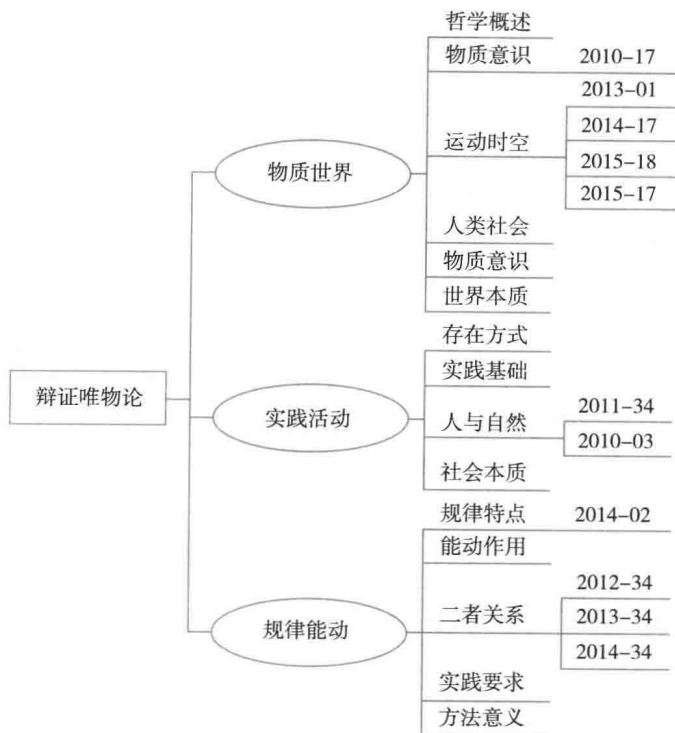 辩证唯物论
物质世界
哲学概述
物质意识 2010–17
运动时空
2013–01
2014–17
2015–18
2015–17
人类社会
物质意识
世界本质
实践活动
存在方式
实践基础
人与自然
2011–34
2010–03
社会本质
规律能动
规律特点 2014–02
能动作用
二者关系
2012–34
2013–34
2014–34
实践要求
方法意义